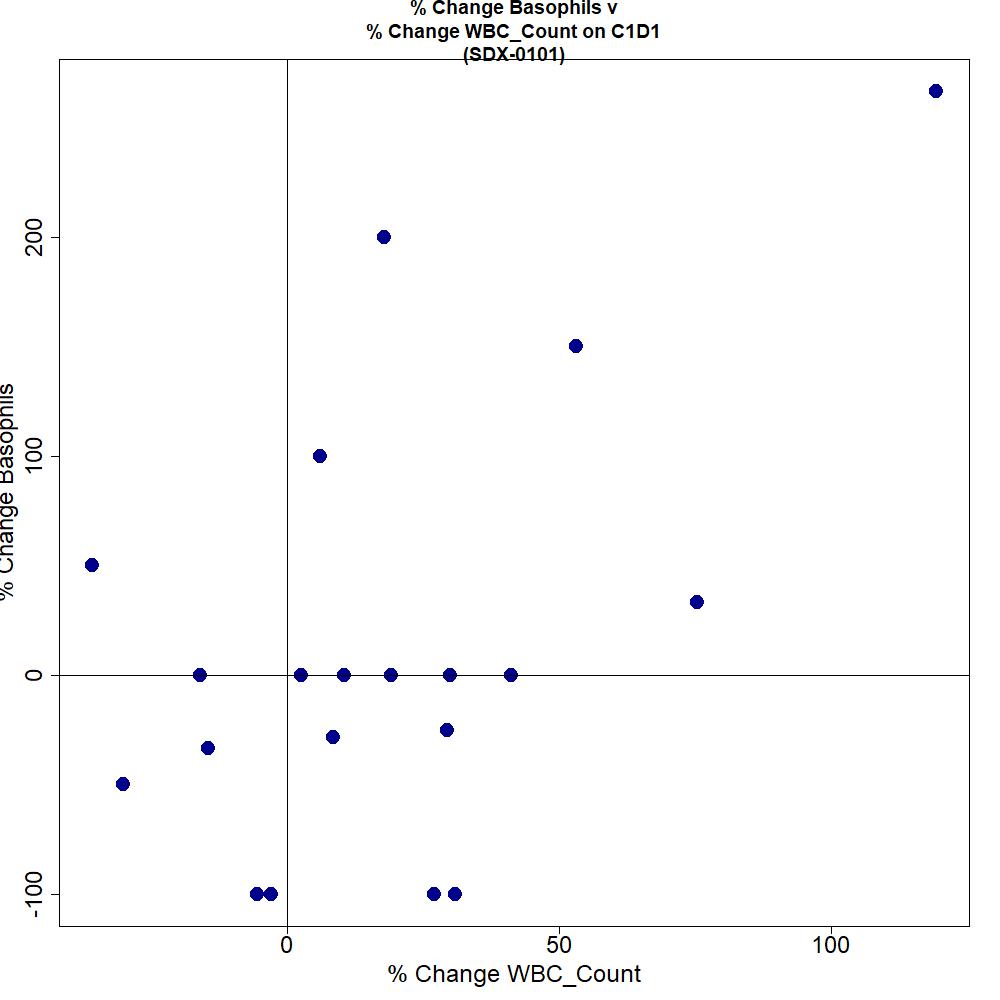 % Change Basophils v
% Change WBC_Count on C1D1
(SDX-0101)
% Change Basophils
200
100
0
-100
0
50
100
% Change WBC_Count